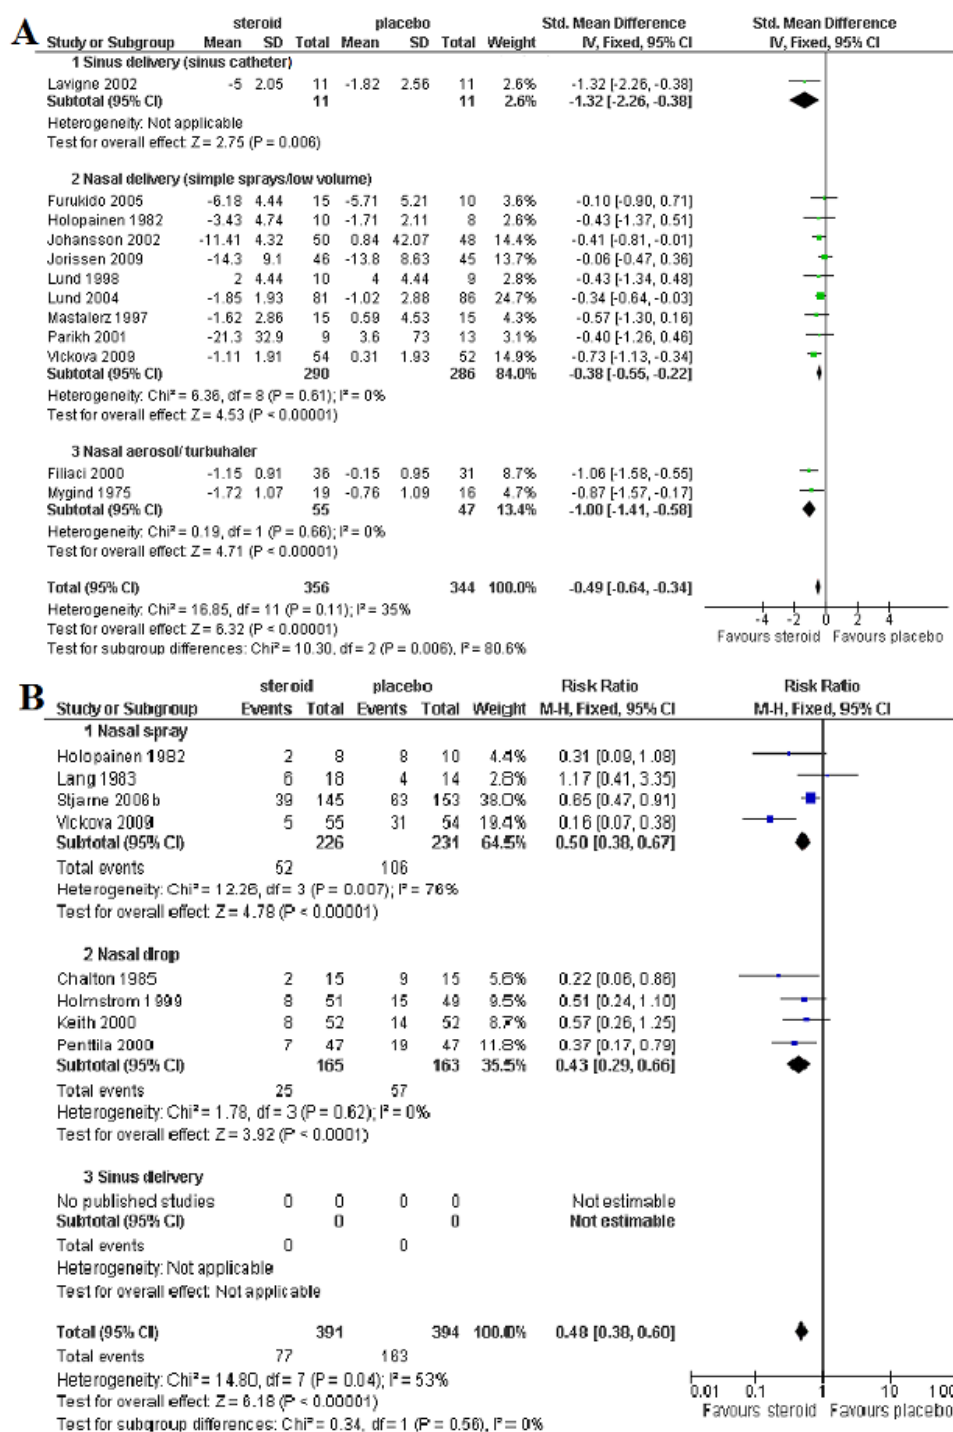 A
steroid placebo Std. Mean Difference Std. Mean Difference
Study or Subgroup Mean SD Total Mean SD Total Weight IV, Fixed, 95% CI IV, Fixed, 95% CI
1 Sinus delivery (sinus catheter)
Lavigne 2002 -5 2.05 11 -1.82 2.56 11 2.6% -1.32 [-2.26, -0.38]
Subtotal (95% CI) 11 11 2.6% -1.32 [-2.26, -0.38]
Heterogeneity: Not applicable
Test for overall effect: Z = 2.75 (P = 0.006)
2 Nasal delivery (simple sprays/low volume)
Furukido 2005 -6.18 4.44 15 -5.71 5.21 10 3.6% -0.10 [-0.90, 0.71]
Holopainen 1982 -3.43 4.74 10 -1.71 2.11 8 2.6% -0.43 [-1.37, 0.51]
Johansson 2002 -11.41 4.32 50 0.84 42.07 48 14.4% -0.41 [-0.81, -0.01]
Jorissen 2009 -14.3 9.1 46 -13.8 8.63 45 13.7% -0.06 [-0.47, 0.36]
Lund 1998 2 4.44 10 4 4.44 9 2.8% -0.43 [-1.34, 0.48]
Lund 2004 -1.85 1.93 81 -1.02 2.88 86 24.7% -0.34 [-0.64, -0.03]
Mastalerz 1997 -1.62 2.86 15 0.59 4.53 15 4.2% -0.57 [-1.30, 0.16]
Parikh 2001 -21.3 32.9 9 3.6 73 13 3.1% -0.40 [-1.26, 0.46]
Vlckova 2009 -1.11 1.91 54 0.31 1.93 52 14.9% -0.73 [-1.13, -0.34]
Subtotal (95% CI) 290 286 84.0% -0.38 [-0.55, -0.22]
Heterogeneity: Chi² = 6.36, df = 8 (P = 0.61); I² = 0%
Test for overall effect: Z = 4.53 (P < 0.00001)
3 Nasal aerosol/ turbuhaler
Filiaci 2000 -1.15 0.91 36 -0.15 0.95 31 8.7% -1.06 [-1.58, -0.55]
Mygind 1975 -1.72 1.07 19 -0.76 1.09 16 4.7% -0.87 [-1.57, -0.17]
Subtotal (95% CI) 55 47 13.4% -1.00 [-1.41, -0.58]
Heterogeneity: Chi² = 0.19, df = 1 (P = 0.66); I² = 0%
Test for overall effect: Z = 4.71 (P < 0.00001)
Total (95% CI) 356 344 100.0% -0.49 [-0.64, -0.34]
Heterogeneity: Chi² = 16.85, df = 11 (P = 0.11); I² = 35%
Test for overall effect: Z = 6.32 (P < 0.00001)
Test for subgroup differences: Chi² = 10.30, df = 2 (P = 0.006), I² = 80.6%
-4 -2 0 2 4
Favours steroid Favours placebo
B
steroid placebo Risk Ratio Risk Ratio
Study or Subgroup Events Total Events Total Weight M-H, Fixed, 95% CI M-H, Fixed, 95% CI
1 Nasal spray
Holopainen 1982 2 8 8 10 4.4% 0.31 [0.09, 1.08]
Lang 1983 6 18 4 14 2.8% 1.17 [0.41, 3.35]
Stjarne 2006b 39 145 63 153 38.0% 0.65 [0.47, 0.91]
Vlckova 2009 5 55 31 54 19.4% 0.16 [0.07, 0.38]
Subtotal (95% CI) 226 231 64.5% 0.50 [0.38, 0.67]
Total events 52 106
Heterogeneity: Chi² = 12.26, df = 3 (P = 0.007); I² = 76%
Test for overall effect: Z = 4.78 (P < 0.00001)
2 Nasal drop
Chalton 1985 2 15 9 15 5.6% 0.22 [0.06, 0.86]
Holmstrom 1999 8 51 15 49 9.5% 0.51 [0.24, 1.10]
Keith 2000 8 52 14 52 8.7% 0.57 [0.26, 1.25]
Penttila 2000 7 47 19 47 11.8% 0.37 [0.17, 0.79]
Subtotal (95% CI) 165 163 35.5% 0.43 [0.29, 0.66]
Total events 25 57
Heterogeneity: Chi² = 1.78, df = 3 (P = 0.62); I² = 0%
Test for overall effect: Z = 3.92 (P < 0.0001)
3 Sinus delivery
No published studies 0 0 0 0 Not estimable
Subtotal (95% CI) 0 0 Not estimable
Total events 0 0
Heterogeneity: Not applicable
Test for overall effect: Not applicable
Total (95% CI) 391 394 100.0% 0.48 [0.38, 0.60]
Total events 77 163
Heterogeneity: Chi² = 14.80, df = 7 (P = 0.04); I² = 53%
Test for overall effect: Z = 6.18 (P < 0.00001)
Test for subgroup differences: Chi² = 0.34, df = 1 (P = 0.56), I² = 0%
0.01 0.1 1 10 100
Favours steroid Favours placebo